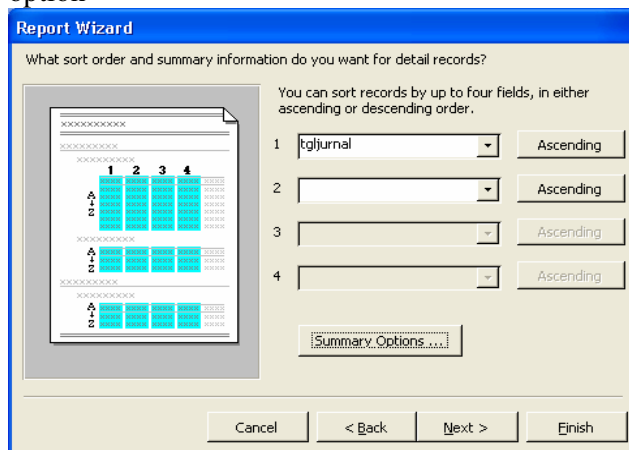 option
Report Wizard
What sort order and summary information do you want for detail records?
You can sort records by up to four fields, in either
ascending or descending order.
1 tgljurnal Ascending
2 Ascending
3 Ascending
4 Ascending
Summary Options ...
1 2 3 4
A
Z
A
Z
A
Z
Cancel < Back Next > Finish